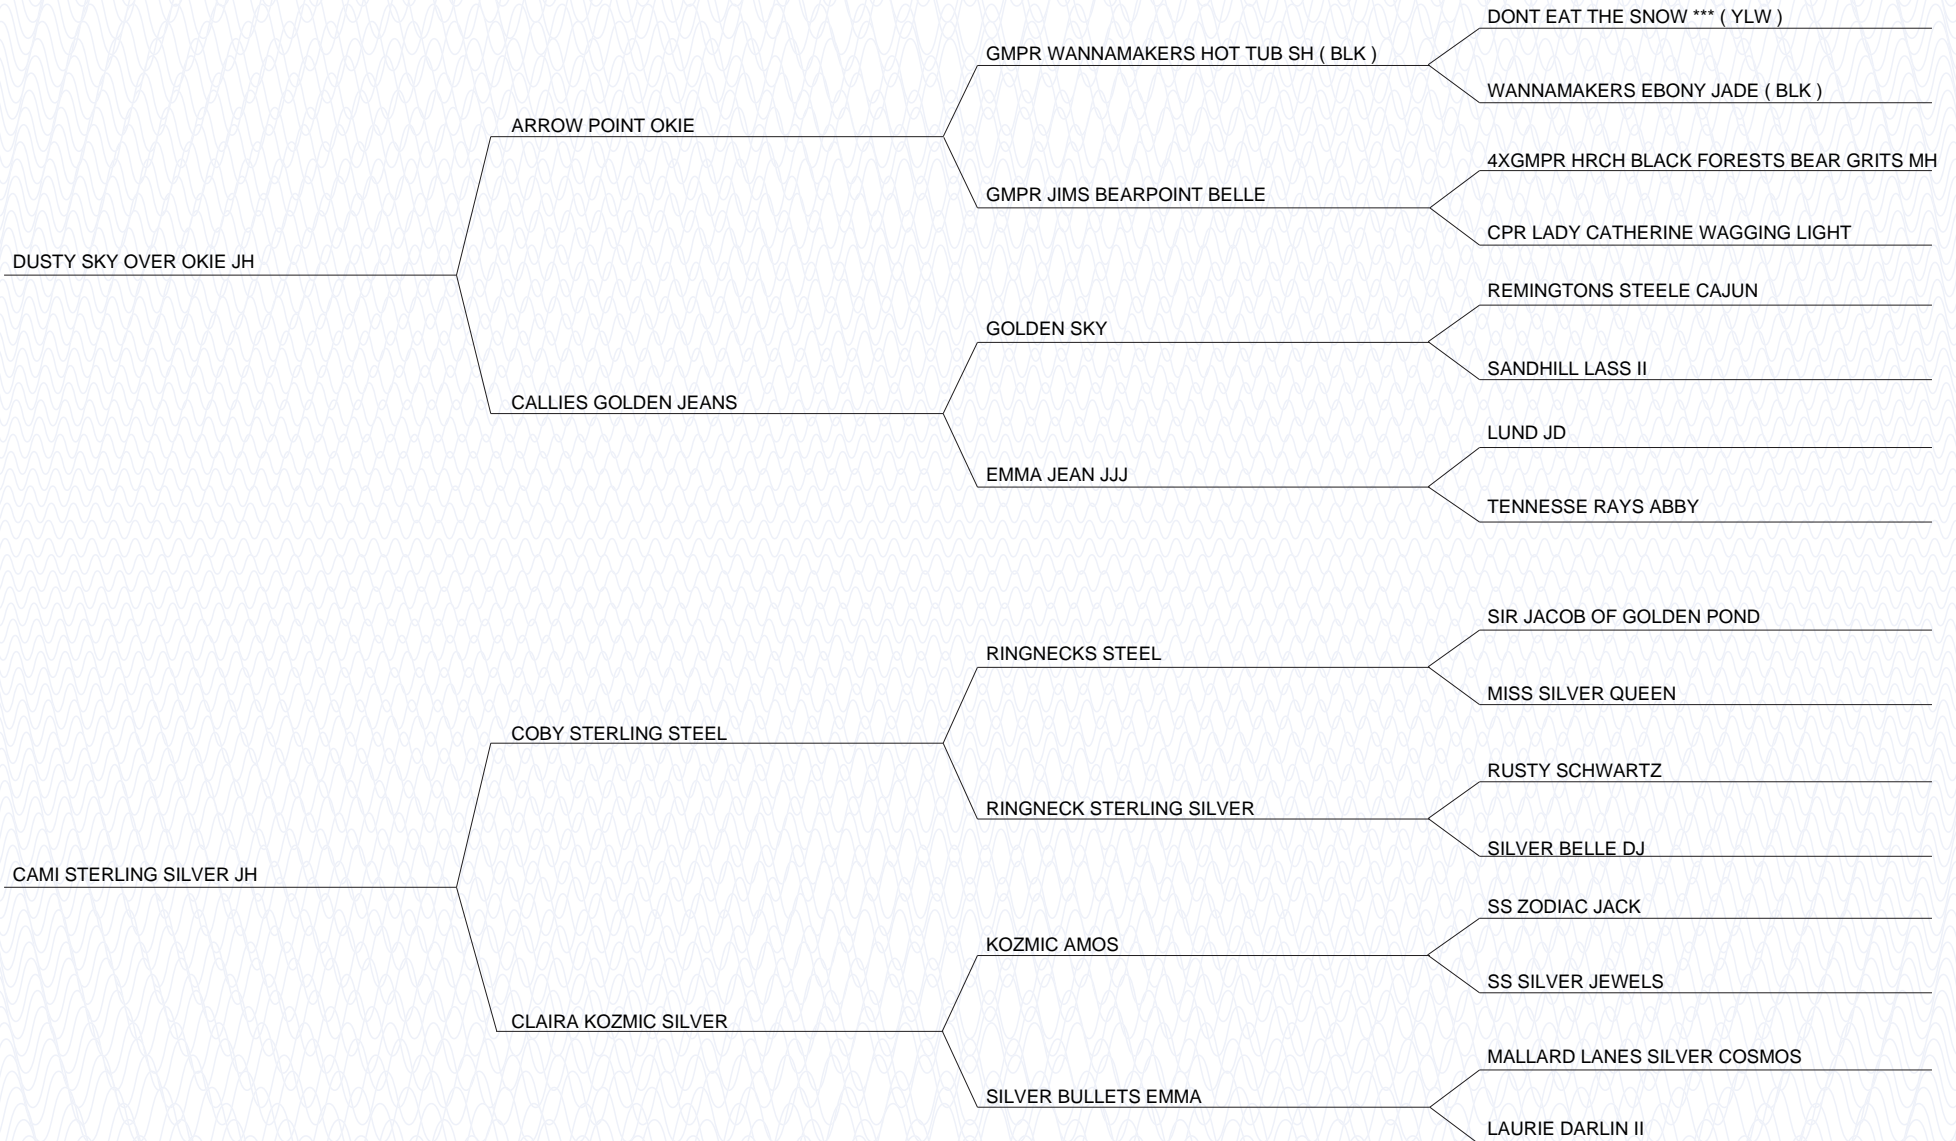 DONT EAT THE SNOW *** ( YLW )
GMPR WANNAMAKERS HOT TUB SH ( BLK )
WANNAMAKERS EBONY JADE ( BLK )
ARROW POINT OKIE
4XGMPR HRCH BLACK FORESTS BEAR GRITS MH
GMPR JIMS BEARPOINT BELLE
CPR LADY CATHERINE WAGGING LIGHT
DUSTY SKY OVER OKIE JH
REMINGTONS STEELE CAJUN
GOLDEN SKY
SANDHILL LASS II
CALLIES GOLDEN JEANS
LUND JD
EMMA JEAN JJJ
TENNESSE RAYS ABBY
SIR JACOB OF GOLDEN POND
RINGNECKS STEEL
MISS SILVER QUEEN
COBY STERLING STEEL
RUSTY SCHWARTZ
RINGNECK STERLING SILVER
SILVER BELLE DJ
CAMI STERLING SILVER JH
SS ZODIAC JACK
KOZMIC AMOS
SS SILVER JEWELS
CLAIRA KOZMIC SILVER
MALLARD LANES SILVER COSMOS
SILVER BULLETS EMMA
LAURIE DARLIN II